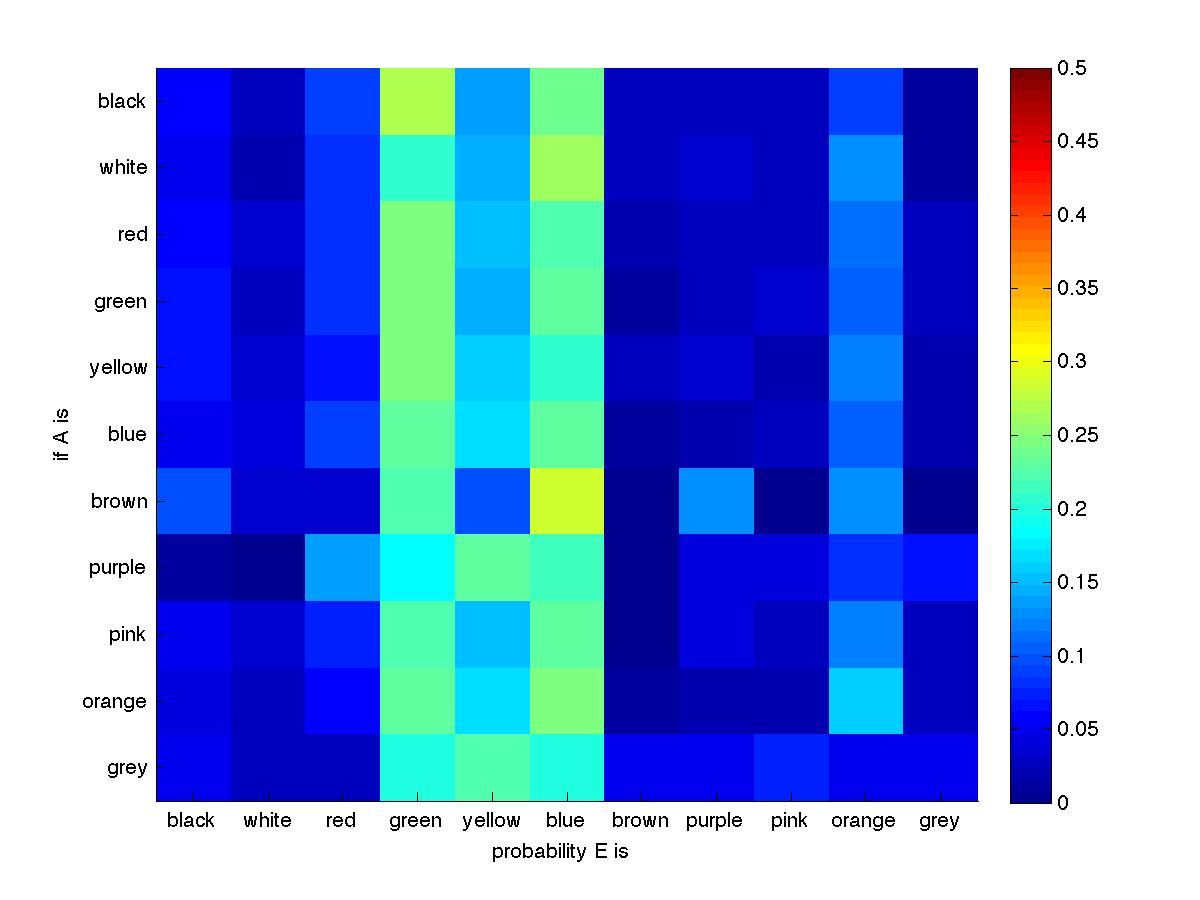 black
white
red
green
yellow
blue
brown
purple
pink
orange
grey
if A is
black white red green yellow blue brown purple pink orange grey
probability E is
0.5
0.45
0.4
0.35
0.3
0.25
0.2
0.15
0.1
0.05
0